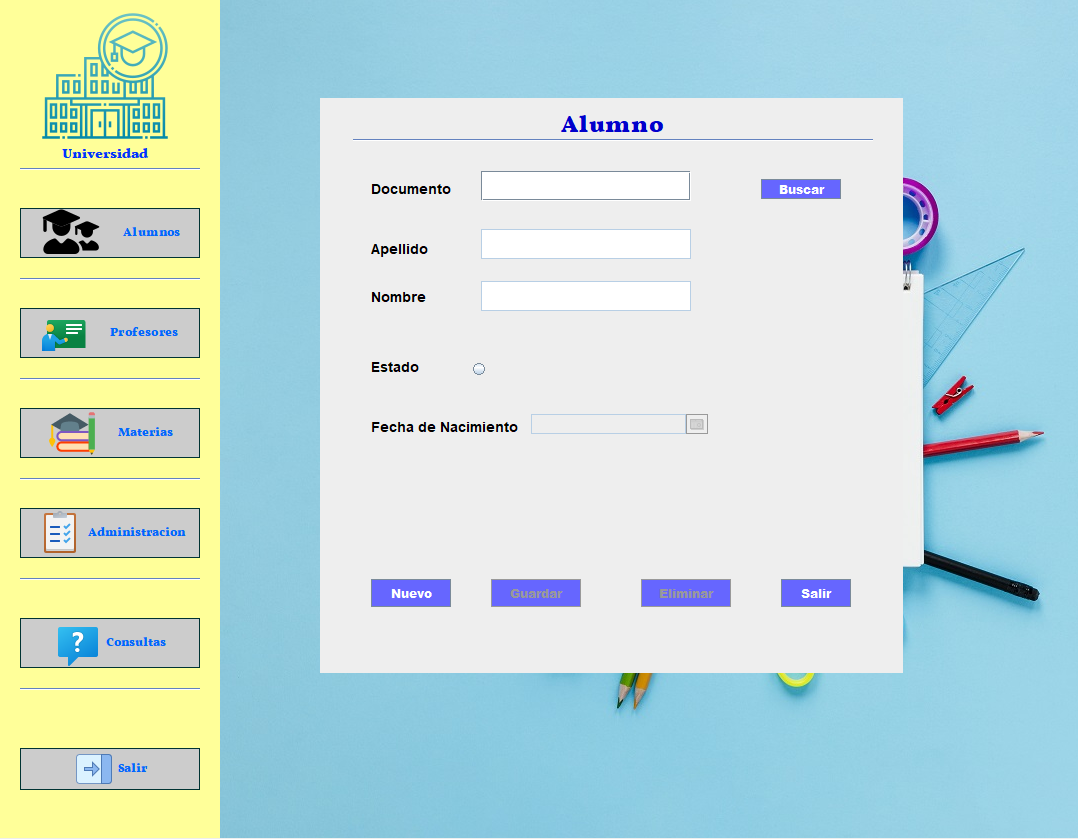 Universidad
Alumnos
Profesores
Materias
Administracion
?
Consultas
Salir
Alumno
Documento
Buscar
Apellido
Nombre
Estado
Fecha de Nacimiento
Nuevo Guardar Eliminar Salir